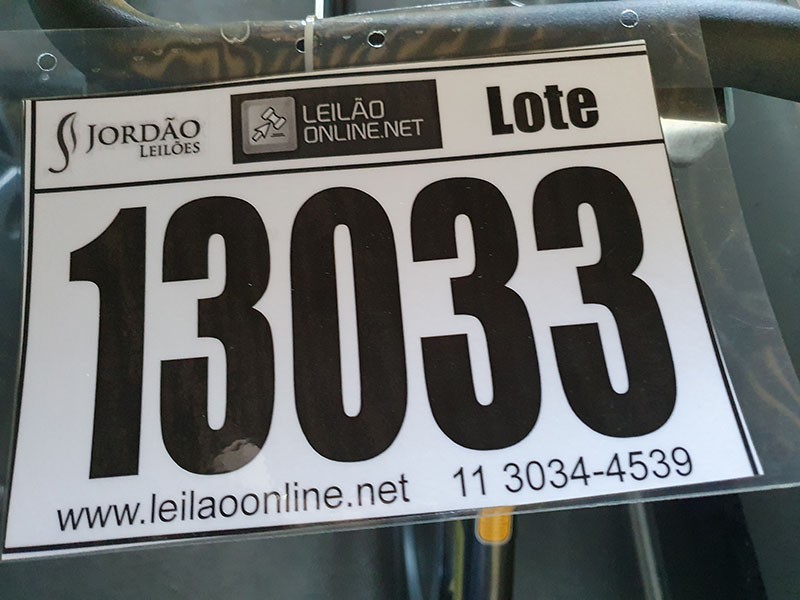 JORDÃO
LEILÕES
LEILÃO
ONLINE.NET
Lote
13033
www.leilaoonline.net 11 3034-4539